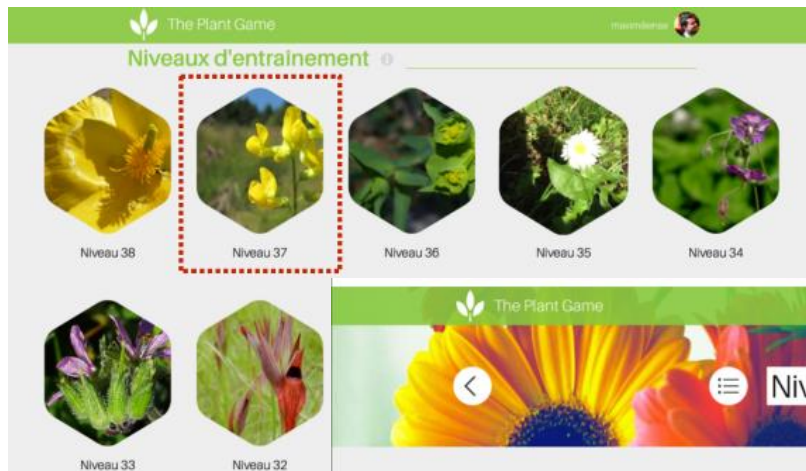 The Plant Game
Niveaux d'entraînement
Niveau 38
Niveau 37
Niveau 36
Niveau 35
Niveau 34
The Plant Game
Niv
Niveau 33
Niveau 32